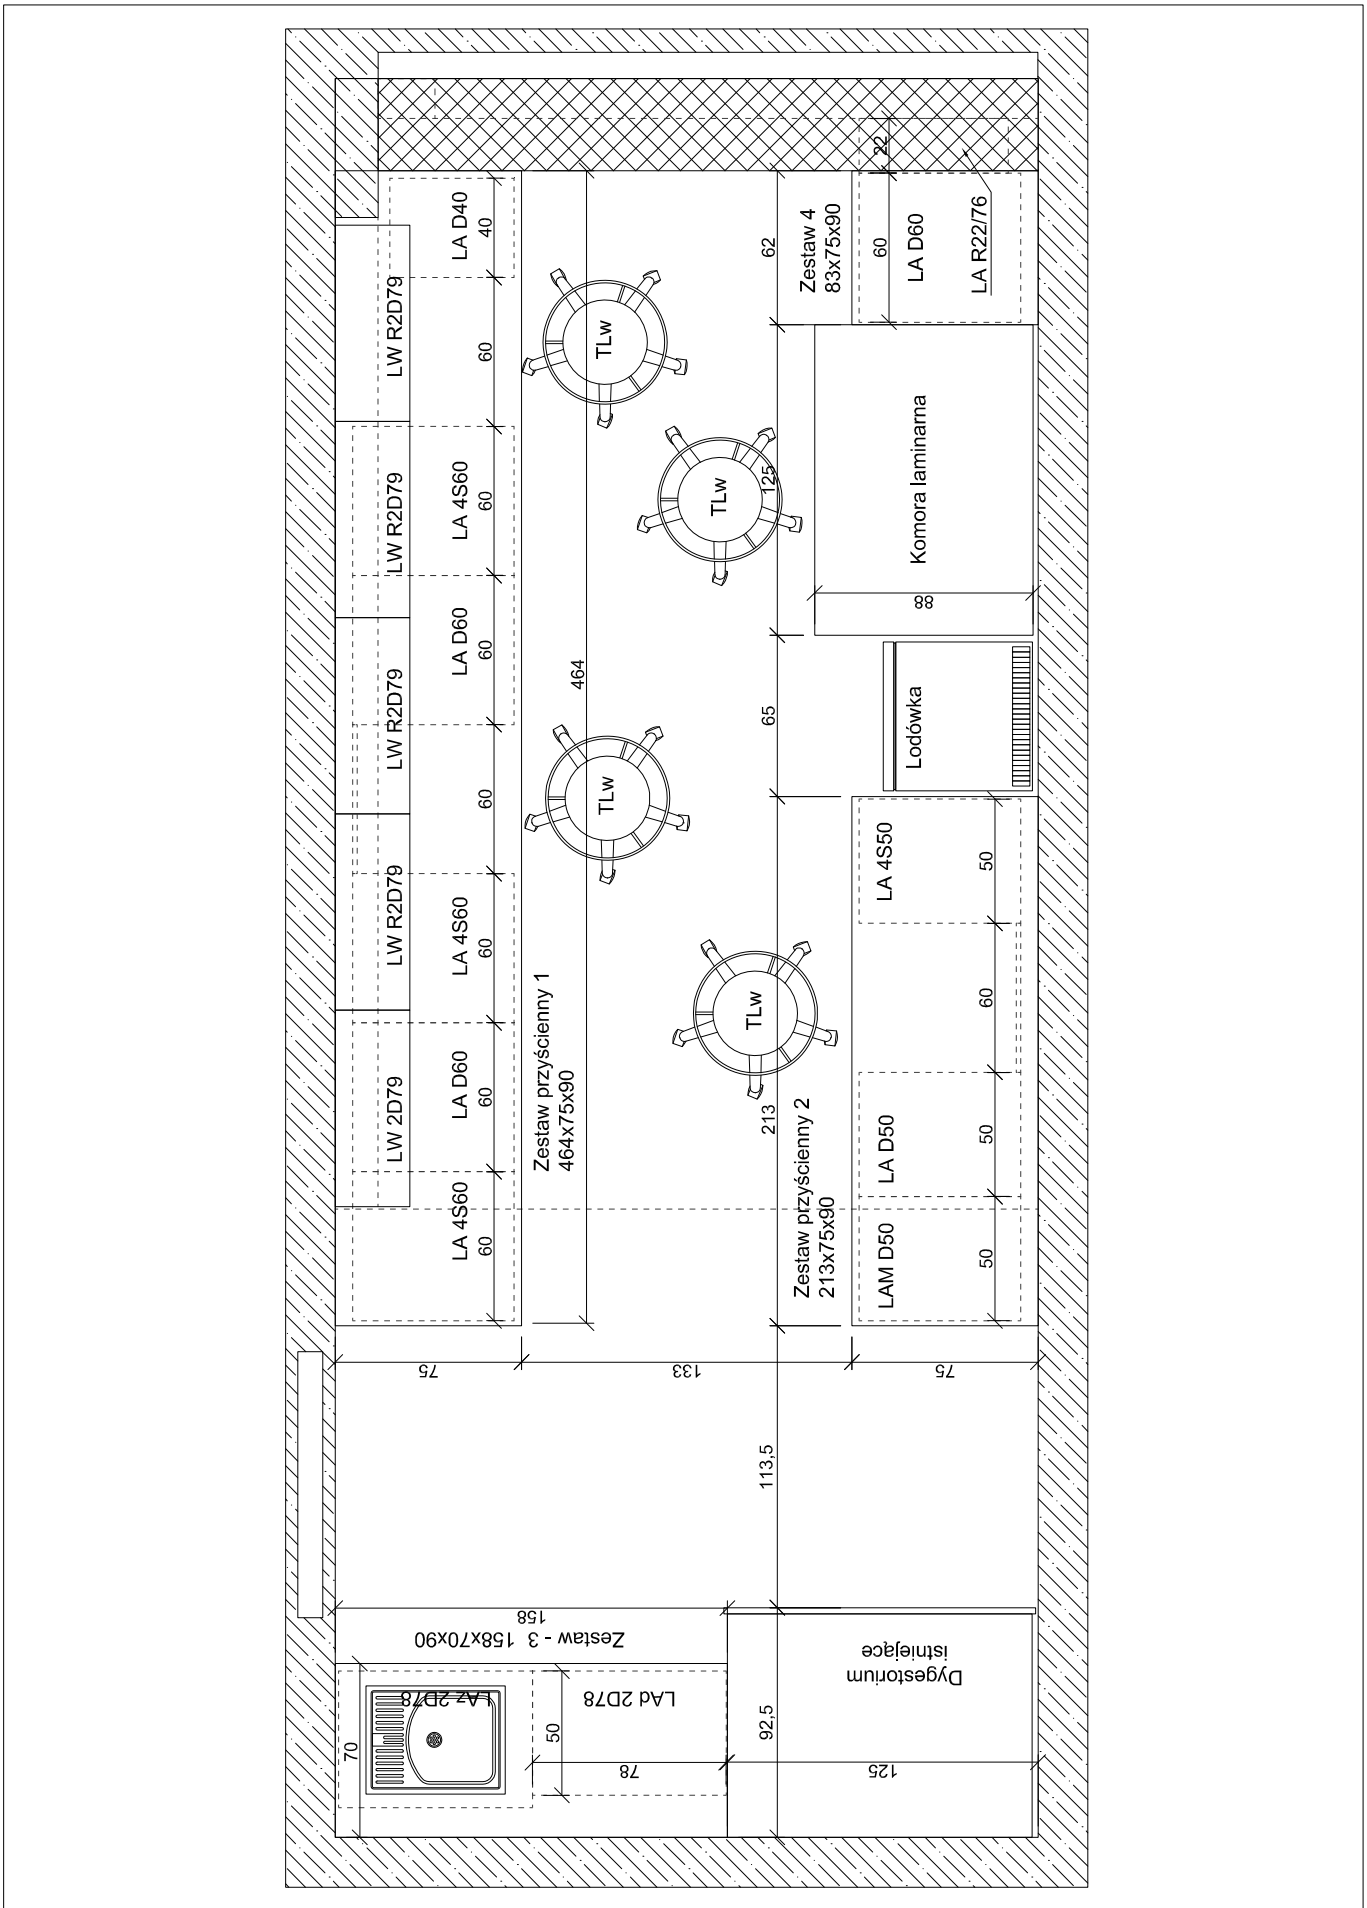 LW R2D79
LW R2D79
LW R2D79
LW R2D79
LW 2D79
LA D40
40
60
LA 4S60
60
LA D60
60
60
LA 4S60
60
LA D60
60
LA 4S60
60
Zestaw przyścienny 1
464x75x90
464
TLw
TLw
TLw
TLw
62
125
65
213
113,5
92,5
Zestaw 4
83x75x90
22
60
LA D60
LA R22/76
Komora laminarna
88
Lodówka
LA 4S50
50
60
LA D50
50
LAM D50
50
Zestaw przyścienny 2
213x75x90
75
133
75
158
Zestaw - 3 158x70x90
LAz 2D78
LAd 2D78
70
50
78
125
Dygestorium
istniejące